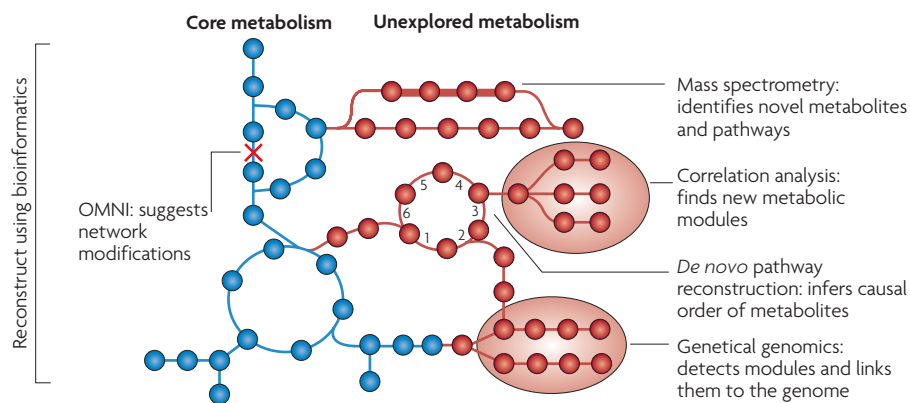 Core metabolism
Unexplored metabolism
Reconstruct using bioinformatics
OMNI: suggests
network
modifications
5
4
6
3
1
2
Mass spectrometry:
identifies novel metabolites
and pathways
Correlation analysis:
finds new metabolic
modules
De novo pathway
reconstruction: infers causal
order of metabolites
Genetical genomics:
detects modules and links
them to the genome